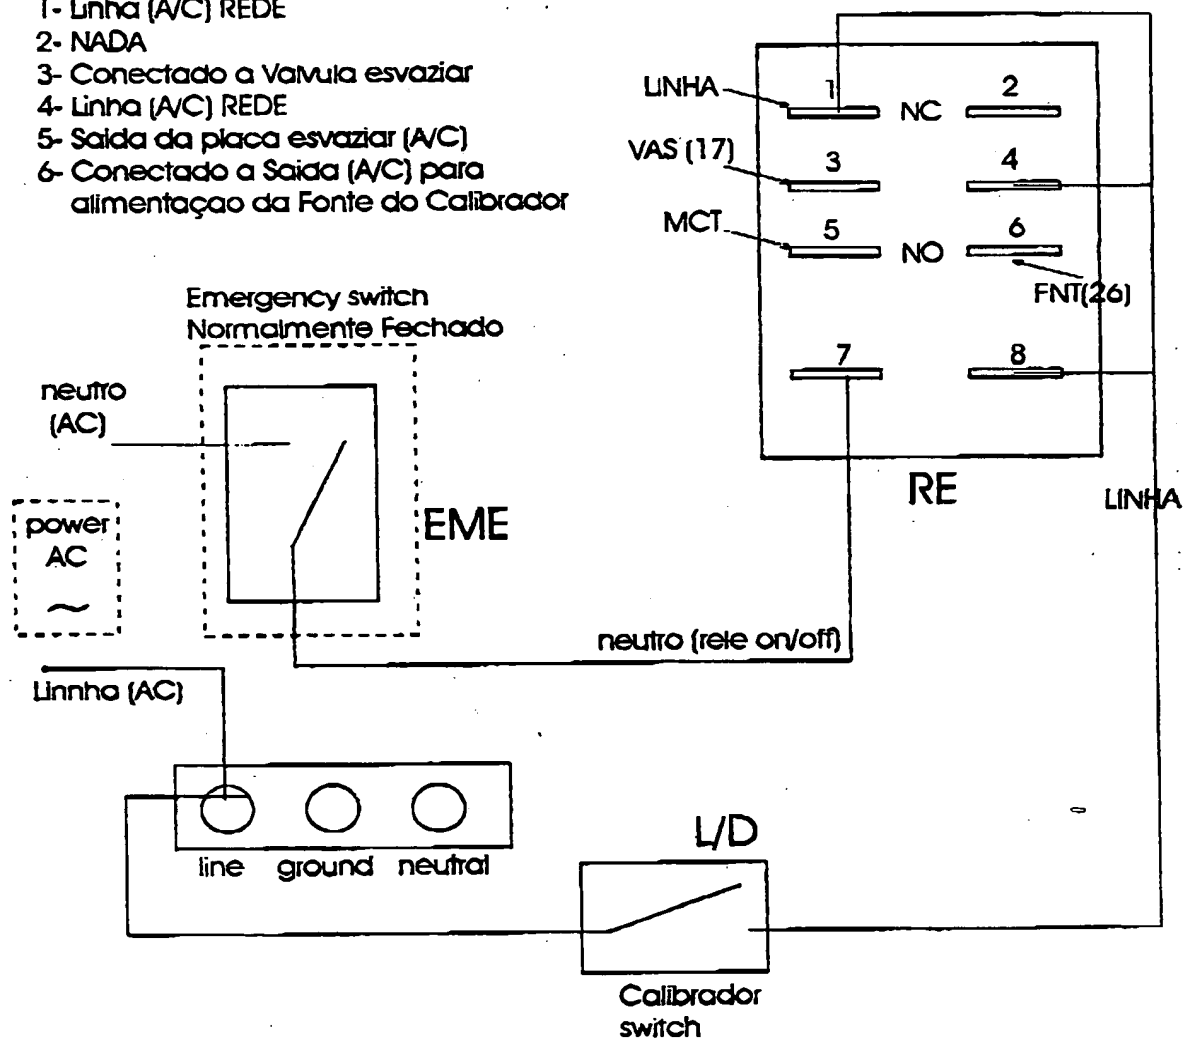 1- Linha (A/C) REDE
2- NADA
3- Conectado a Valvula esvaziar
4- Linha (A/C) REDE
5- Saida da placa esvaziar (A/C)
6- Conectado a Saida (A/C) para
alimentaçao da Fonte do Calibrador
LINHA
1
NC
2
VAS (17)
3
4
MCT
5
NO
6
FNT(26)
7
8
RE
LINHA
Emergency switch
Normalmente Fechado
neutro
(AC)
EME
power
AC
~
neutro (rele on/off)
Linnha (AC)
line
ground
neutral
L/D
Calibrador
switch